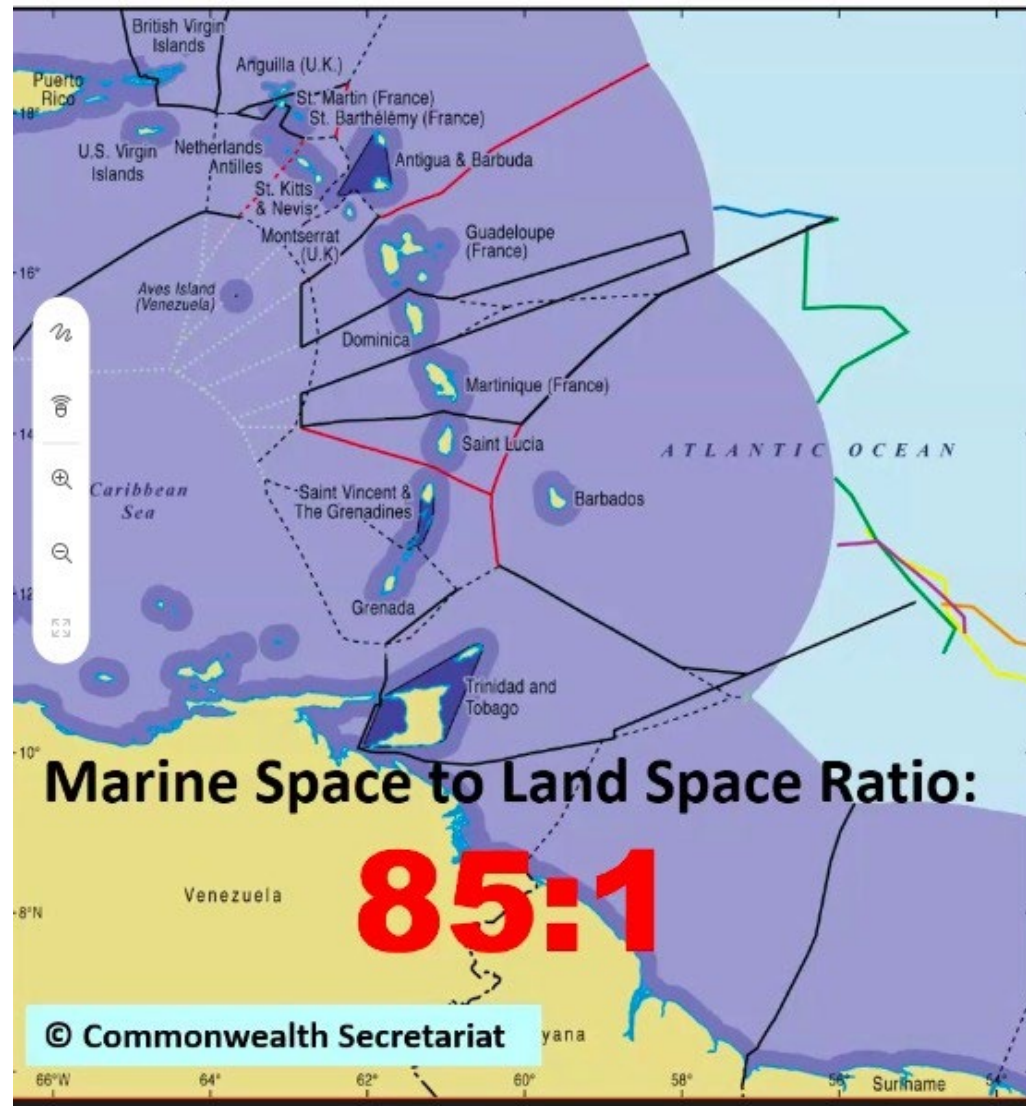 British Virgin
Islands
Anguilla (U.K.)
Puerto
Rico
St. Martin (France)
18°
St. Barthélémy (France)
U.S. Virgin
Islands
Netherlands
Antilles
Antigua & Barbuda
St. Kitts
& Nevis
Montserrat
(U.K)
Guadeloupe
(France)
16°
Aves Island
(Venezuela)
Dominica
Martinique (France)
14
Saint Lucia
ATLANTIC OCEAN
Caribbean
Sea
Saint Vincent &
The Grenadines
Barbados
12
Grenada
Trinidad and
Tobago
10°
Marine Space to Land Space Ratio:
85:1
Venezuela
8°N
© Commonwealth Secretariat
yana
66°W
64°
62°
60°
58°
56°
Suriname
54°